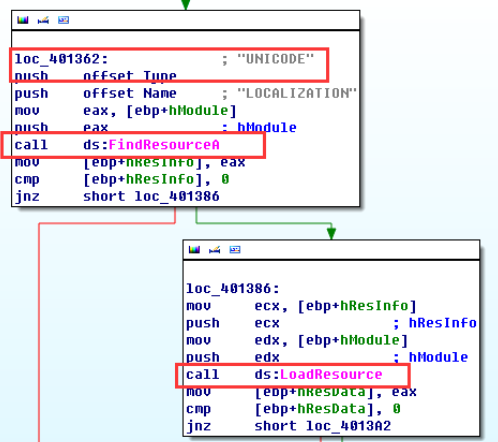 loc_401362: ; "UNICODE"
push offset Type
push offset Name ; "LOCALIZATION"
mov eax, [ebp+hModule]
push eax ; hModule
call ds:FindResourceA
mov [ebp+hResInfo], eax
cmp [ebp+hResInfo], 0
jnz short loc_401386
loc_401386:
mov ecx, [ebp+hResInfo]
push ecx ; hResInfo
mov edx, [ebp+hModule]
push edx ; hModule
call ds:LoadResource
mov [ebp+hResData], eax
cmp [ebp+hResData], 0
jnz short loc_4013A2